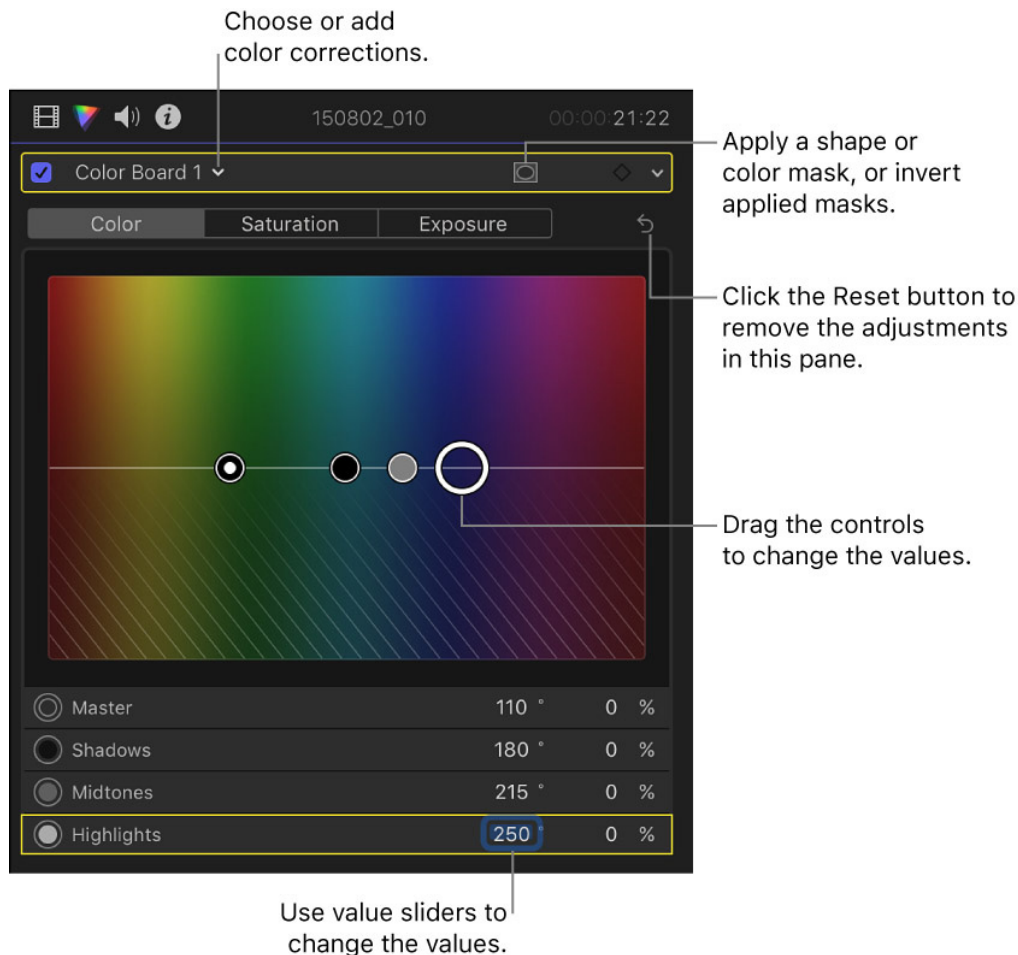 Choose or add
color corrections.
150802_010 00:00:21:22
Apply a shape or
color mask, or invert
applied masks.
Color Board 1
Color Saturation Exposure
Click the Reset button to
remove the adjustments
in this pane.
Drag the controls
to change the values.
Master 110 ° 0 %
Shadows 180 ° 0 %
Midtones 215 ° 0 %
Highlights 250 ° 0 %
Use value sliders to
change the values.